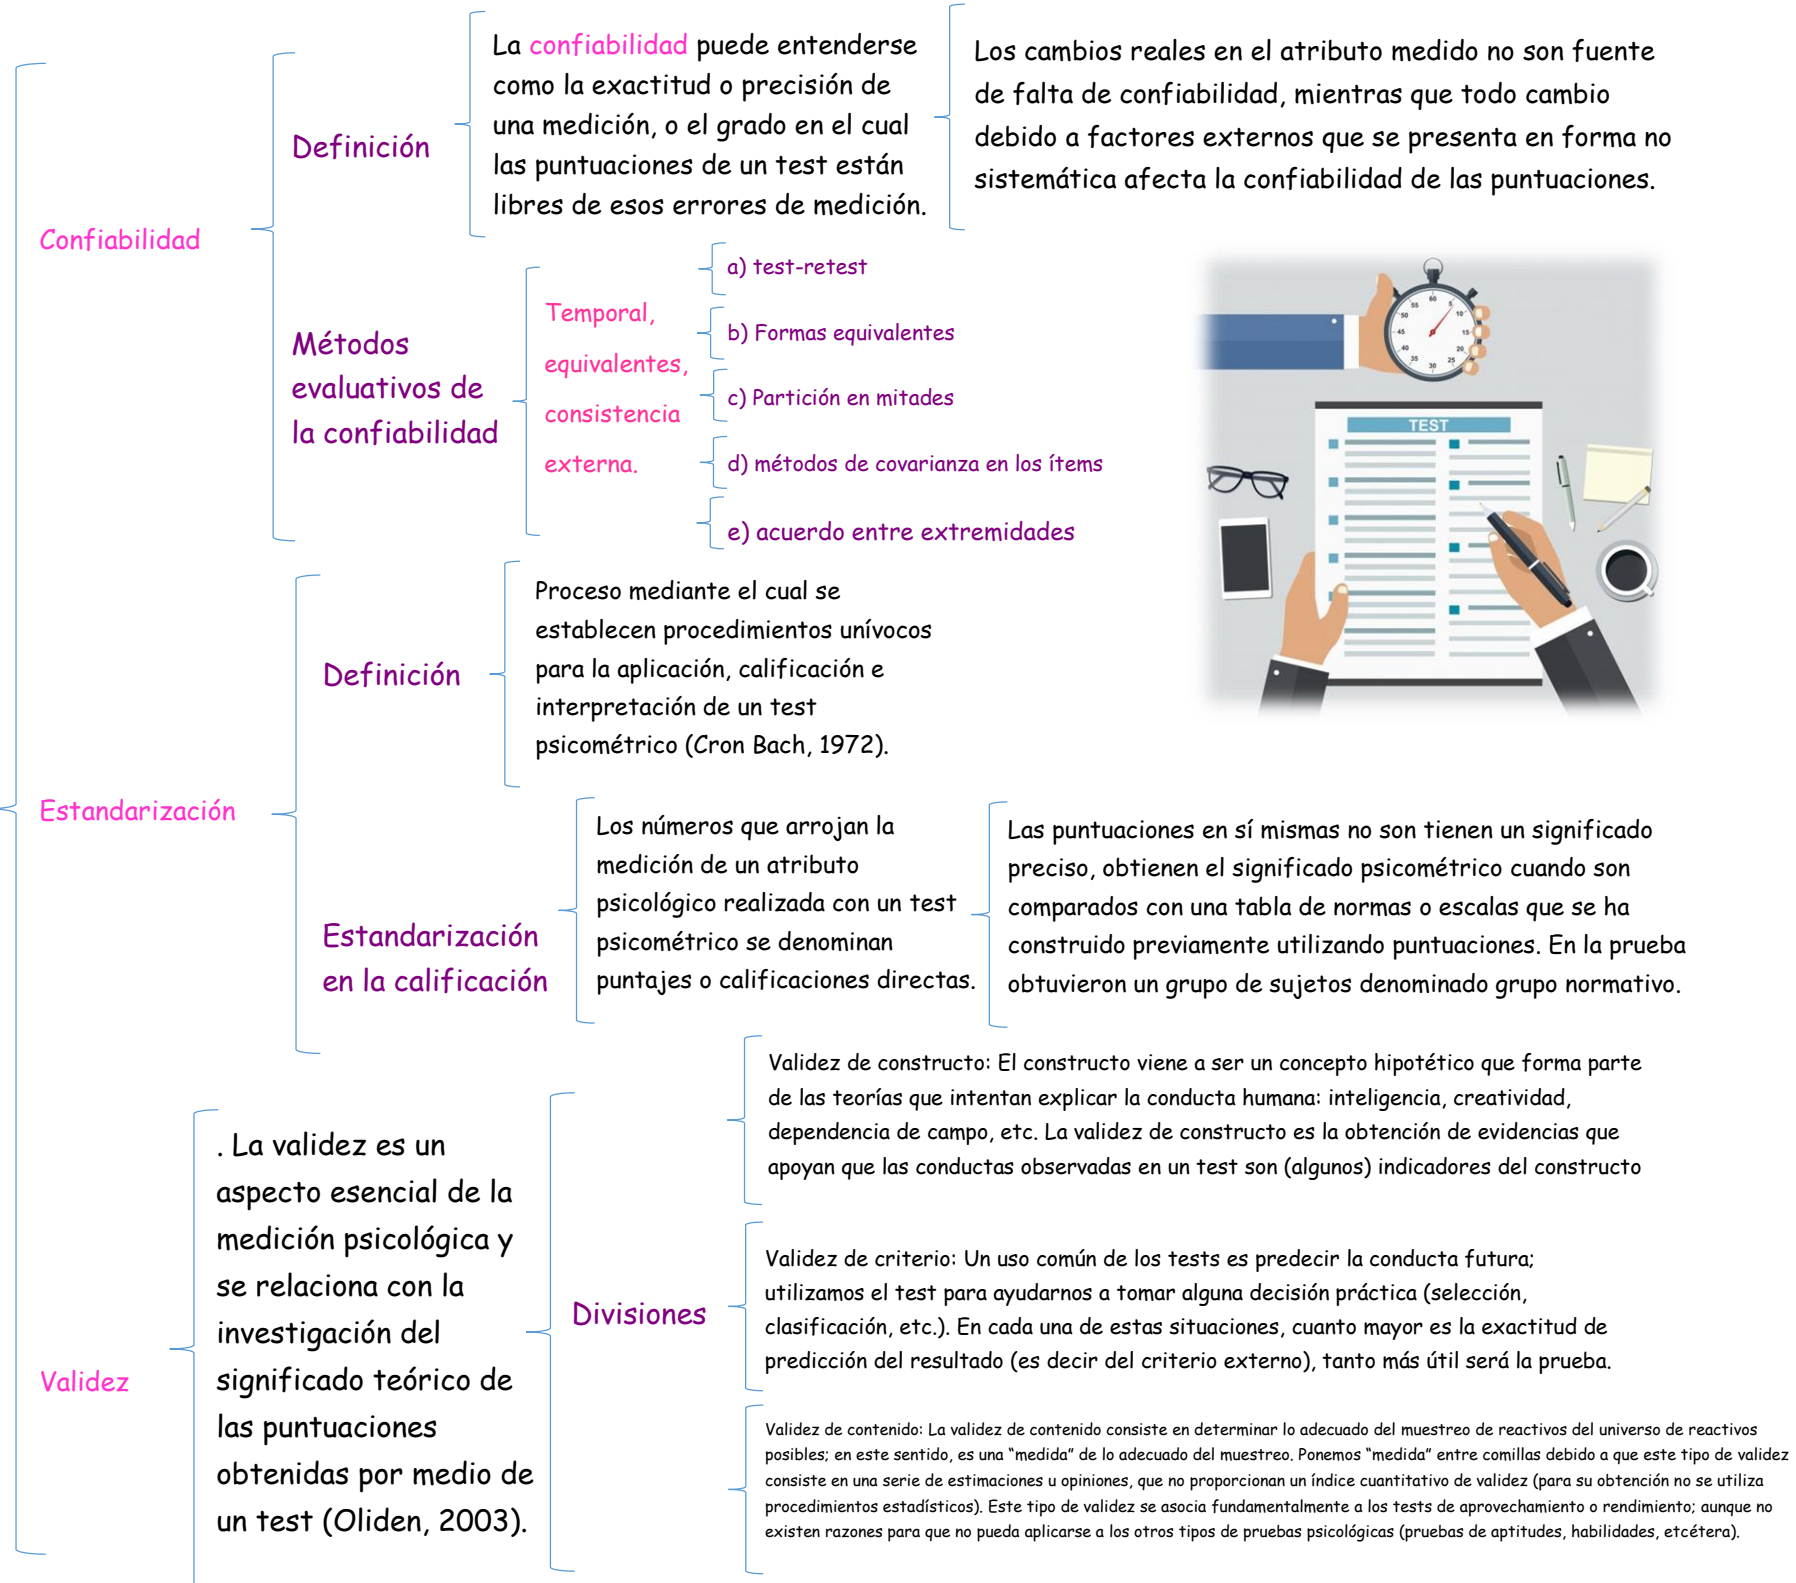 Confiabilidad
Definición
La confiabilidad puede entenderse
como la exactitud o precisión de
una medición, o el grado en el cual
las puntuaciones de un test están
libres de esos errores de medición.
Los cambios reales en el atributo medido no son fuente
de falta de confiabilidad, mientras que todo cambio
debido a factores externos que se presenta en forma no
sistemática afecta la confiabilidad de las puntuaciones.
Métodos
evaluativos de
la confiabilidad
Temporal,
equivalentes,
consistencia
externa.
a) test-retest
b) Formas equivalentes
c) Partición en mitades
d) métodos de covarianza en los ítems
e) acuerdo entre extremidades
60
5
10
15
20
25
30
35
40
45
50
55
TEST
Estandarización
Definición
Proceso mediante el cual se
establecen procedimientos unívocos
para la aplicación, calificación e
interpretación de un test
psicométrico (Cron Bach, 1972).
Estandarización
en la calificación
Los números que arrojan la
medición de un atributo
psicológico realizada con un test
psicométrico se denominan
puntajes o calificaciones directas.
Las puntuaciones en sí mismas no son tienen un significado
preciso, obtienen el significado psicométrico cuando son
comparados con una tabla de normas o escalas que se ha
construido previamente utilizando puntuaciones. En la prueba
obtuvieron un grupo de sujetos denominado grupo normativo.
Validez
. La validez es un
aspecto esencial de la
medición psicológica y
se relaciona con la
investigación del
significado teórico de
las puntuaciones
obtenidas por medio de
un test (Oliden, 2003).
Divisiones
Validez de constructo: El constructo viene a ser un concepto hipotético que forma parte
de las teorías que intentan explicar la conducta humana: inteligencia, creatividad,
dependencia de campo, etc. La validez de constructo es la obtención de evidencias que
apoyan que las conductas observadas en un test son (algunos) indicadores del constructo
Validez de criterio: Un uso común de los tests es predecir la conducta futura;
utilizamos el test para ayudarnos a tomar alguna decisión práctica (selección,
clasificación, etc.). En cada una de estas situaciones, cuanto mayor es la exactitud de
predicción del resultado (es decir del criterio externo), tanto más útil será la prueba.
Validez de contenido: La validez de contenido consiste en determinar lo adecuado del muestreo de reactivos del universo de reactivos
posibles; en este sentido, es una “medida” de lo adecuado del muestreo. Ponemos “medida” entre comillas debido a que este tipo de validez
consiste en una serie de estimaciones u opiniones, que no proporcionan un índice cuantitativo de validez (para su obtención no se utiliza
procedimientos estadísticos). Este tipo de validez se asocia fundamentalmente a los tests de aprovechamiento o rendimiento; aunque no
existen razones para que no pueda aplicarse a los otros tipos de pruebas psicológicas (pruebas de aptitudes, habilidades, etcétera).